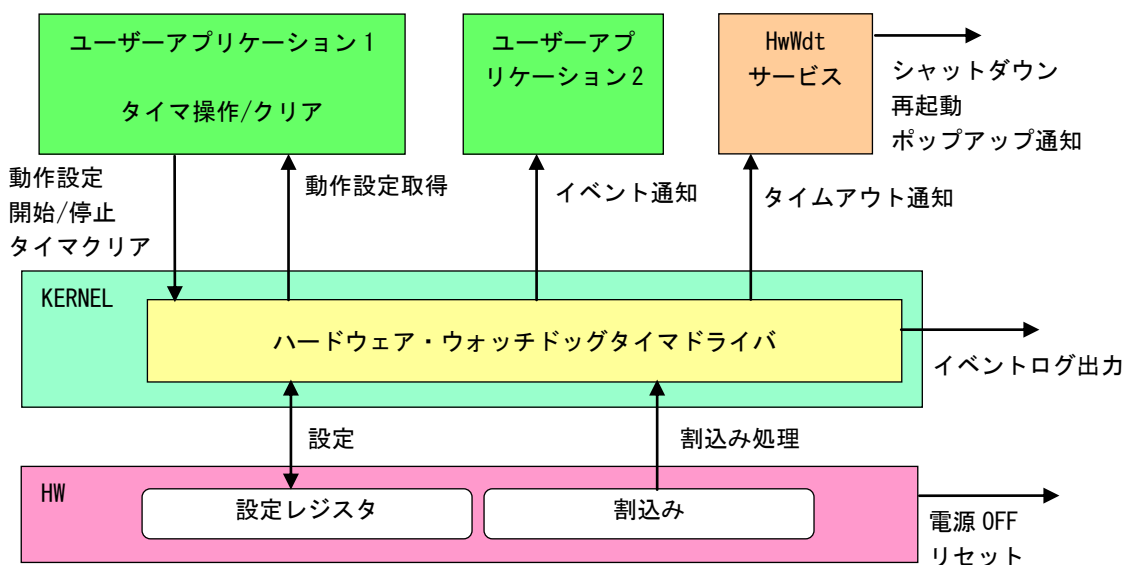 ユーザーアプリケーション1
タイマ操作/クリア
ユーザーアプ
リケーション2
HwWdt
サービス
シャットダウン
再起動
ポップアップ通知
動作設定
開始/停止
タイマクリア
動作設定取得
イベント通知
タイムアウト通知
KERNEL
ハードウェア・ウォッチドッグタイマドライバ
イベントログ出力
設定
割込み処理
HW
設定レジスタ
割込み
電源OFF
リセット